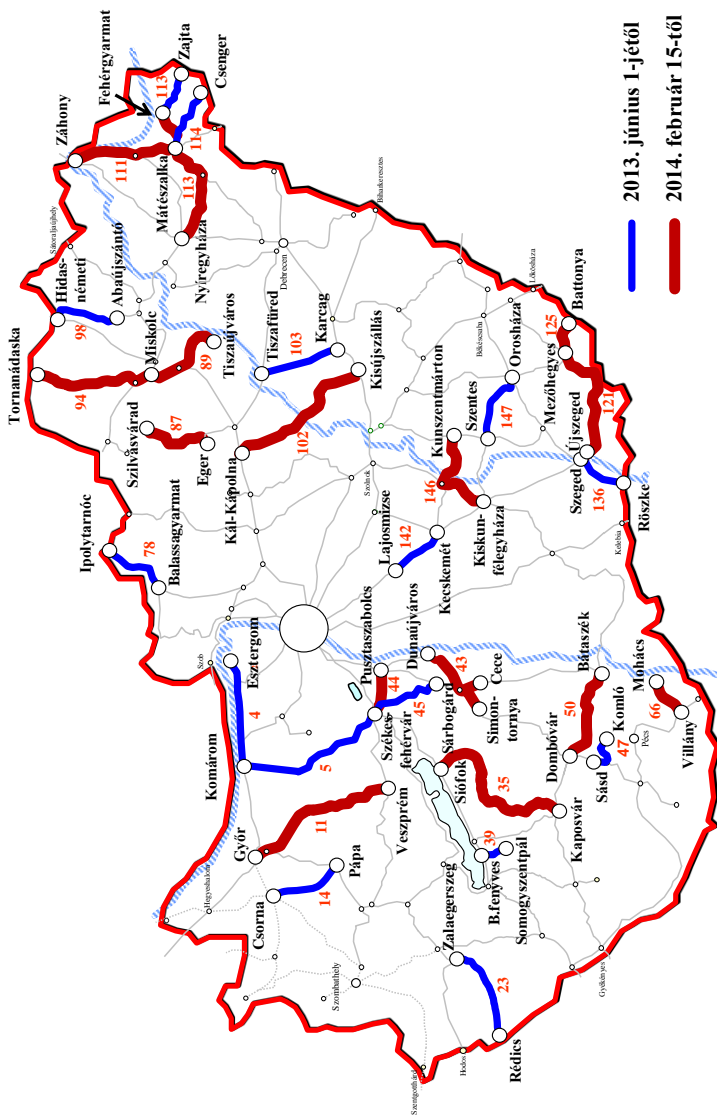 Zajta
Csenger
Fehérgyarmat
113
114
Záhony
111
Mátészalka
113
Nyíregyháza
Sátoraljaújhely
Hidas-
németi
Abaújszántó
98
Debrecen
Biharkeresztes
Tornanádaska
94
Miskolc
89
Tiszaújváros
Tiszafüred
103
Karcag
Kisújszállás
Szilvásvárad
87
Eger
Kál-Kápolna
102
Szolnok
Ipolytarnóc
78
Balassagyarmat
Lajosmizse
142
Kecskemét
Kunszentmárton
146
Kiskun-
félegyháza
Szentes
147
Orosháza
Békéscsaba
Lőkösháza
Mezőhegyes
125
Battonya
121
Újszeged
Szeged
136
Röszke
Kelebia
Szob
Esztergom
4
Komárom
5
Pusztaszabolcs
44
Székes-
fehérvár
45
Dunaújváros
43
Cece
Simon-
tornya
Sárbogárd
Siófok
35
Kaposvár
Dombóvár
50
Bátaszék
Sásd
47
Komló
Pécs
Mohács
66
Villány
Győr
11
Veszprém
Hegyeshalom
Csorna
14
Pápa
Szombathely
Zalaegerszeg
23
Rédics
Hodos
Szentgotthárd
39
B.fenyves
Somogyszentpál
Gyékényes
2013. június 1-jétől
2014. február 15-től